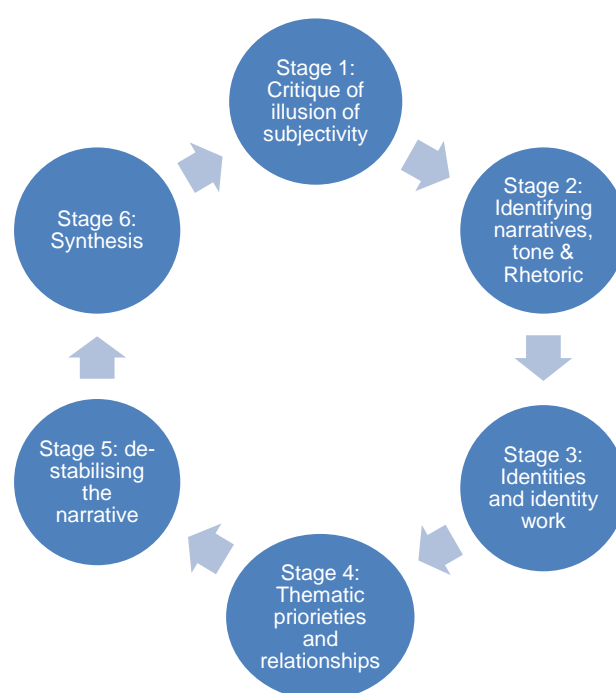 Stage 1:
Critique of
illusion of
subjectivity
Stage 2:
Identifying
narratives,
tone &
Rhetoric
Stage 3:
Identities
and identity
work
Stage 4:
Thematic
prioreties
and
relationships
Stage 5: de-
stabilising
the
narrative
Stage 6:
Synthesis